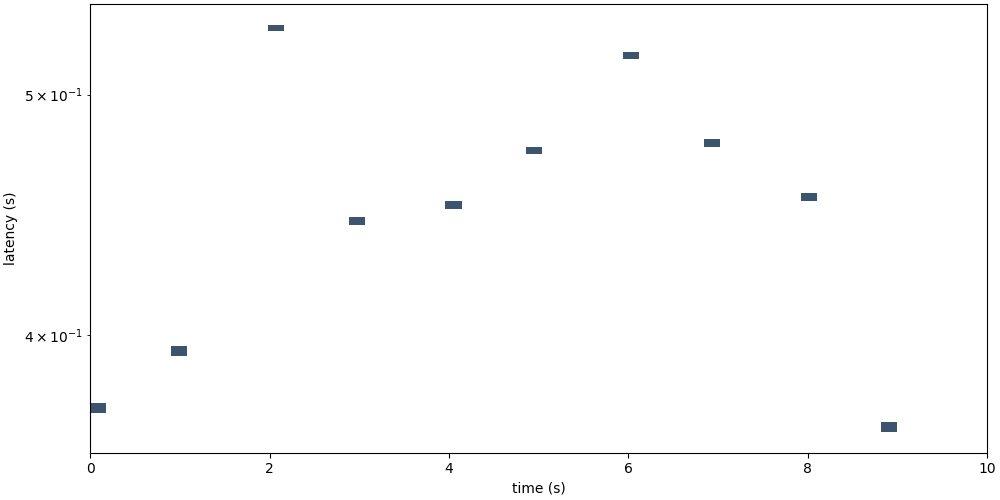 5 × 10⁻¹
4 × 10⁻¹
latency (s)
0 2 4 6 8 10
time (s)